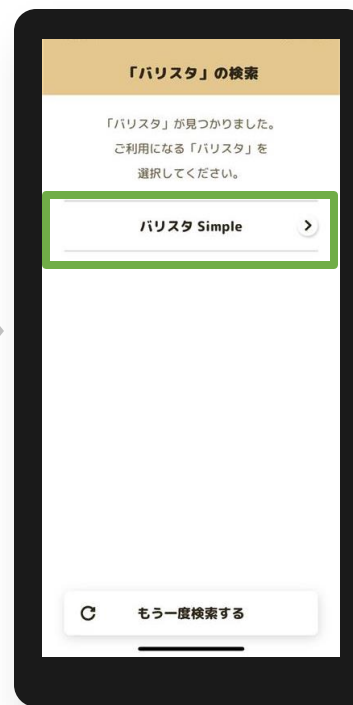 「バリスタ」の検索
「バリスタ」が見つかりました。
ご利用になる「バリスタ」を
選択してください。
バリスタ Simple
もう一度検索する